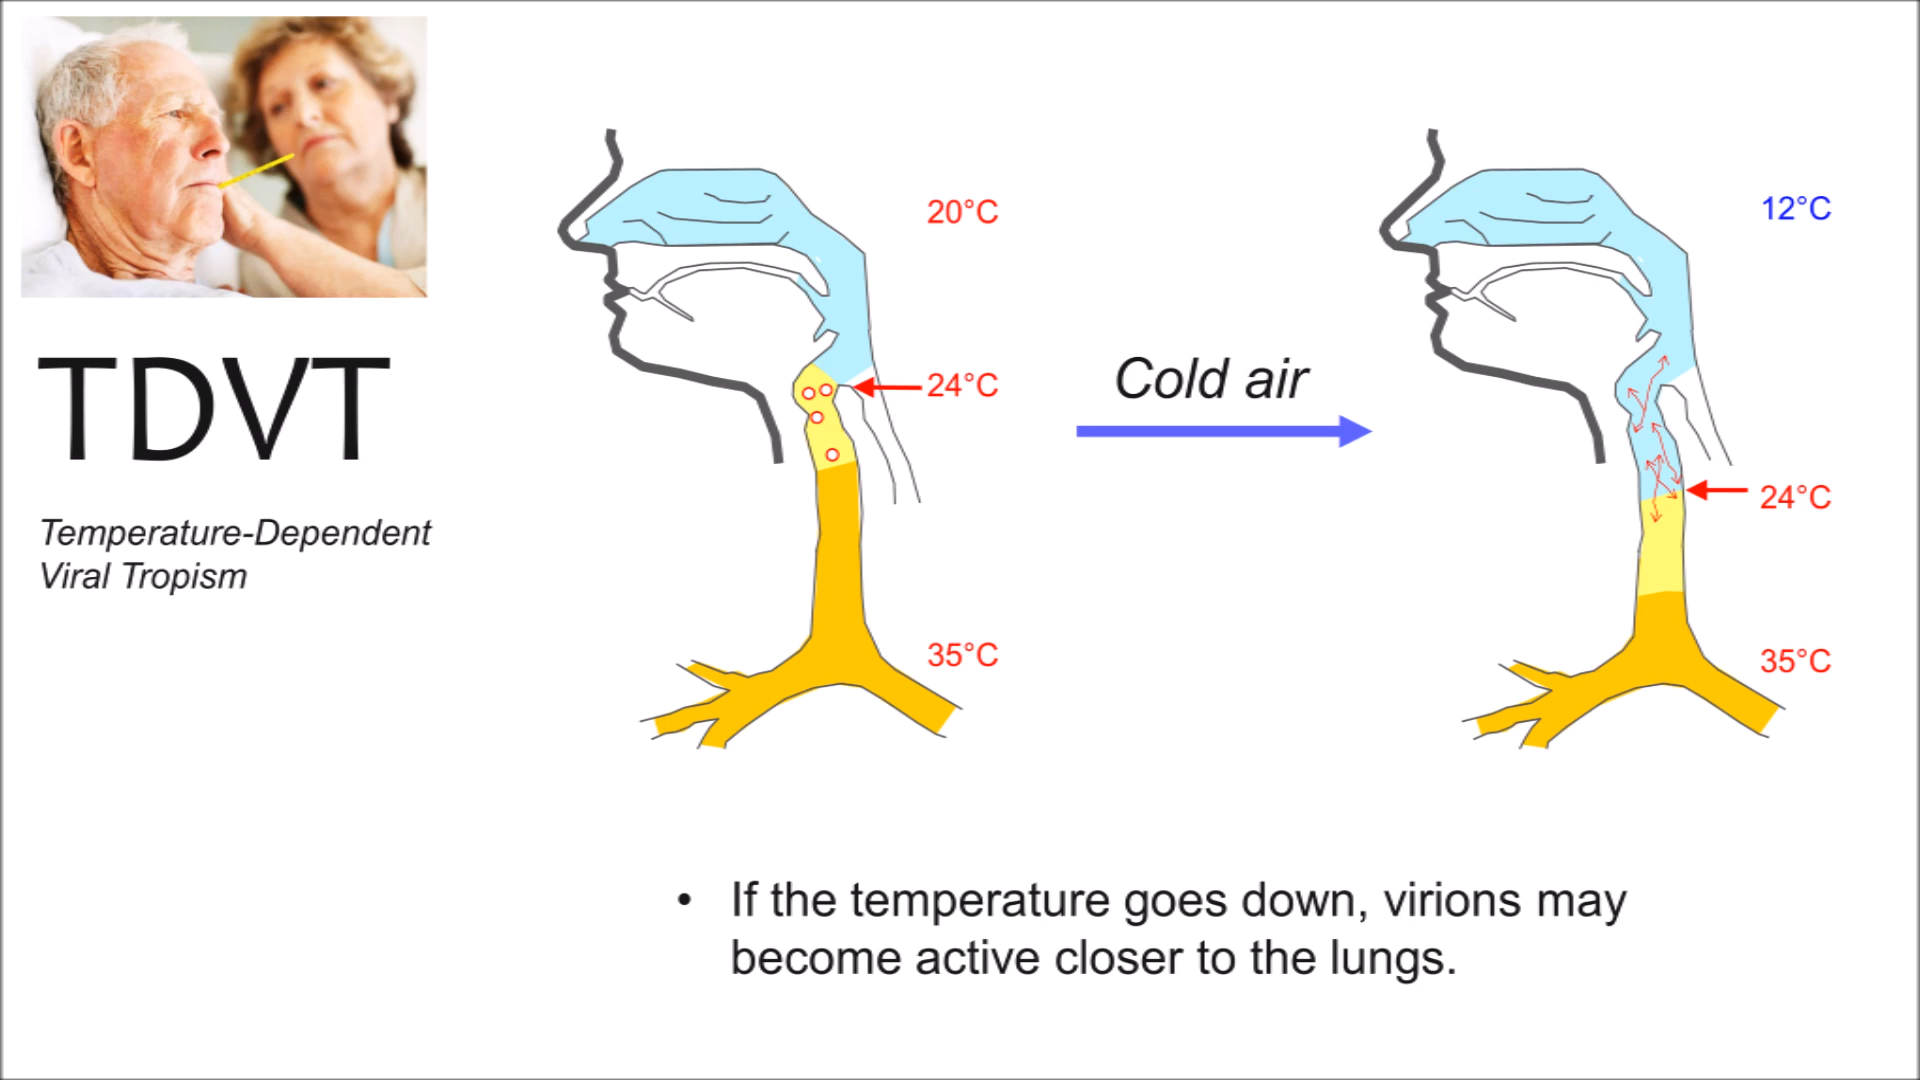 TDVT
Temperature-Dependent
Viral Tropism
20°C
24°C
35°C
Cold air
12°C
24°C
35°C
• If the temperature goes down, virions may
become active closer to the lungs.